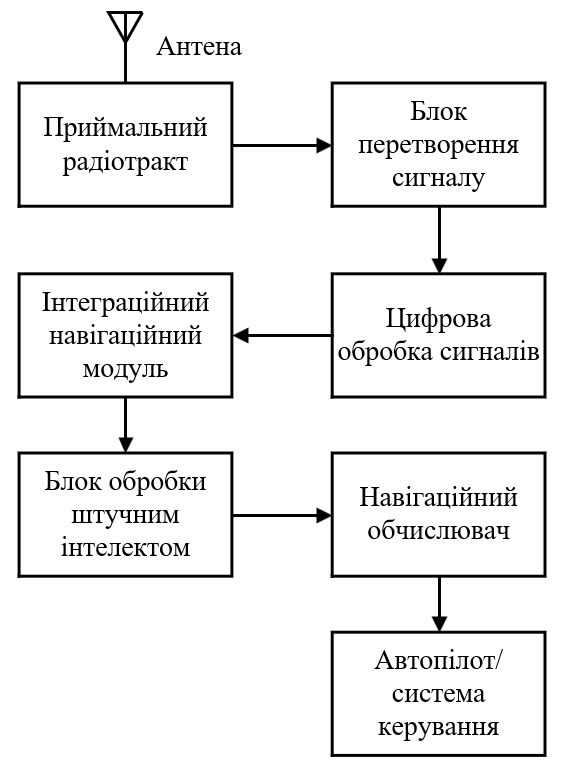 Антена
Приймальний
радіотракт
Блок
перетворення
сигналу
Цифрова
обробка сигналів
Інтеграційний
навігаційний
модуль
Блок обробки
штучним
інтелектом
Навігаційний
обчислювач
Автопілот/
система
керування